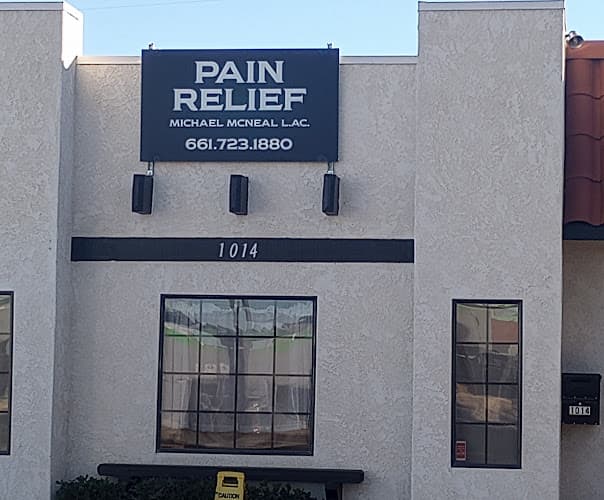 PAIN
RELIEF
MICHAEL MCNEAL L.AC.
661.723.1880
1014
1014
CAUTION